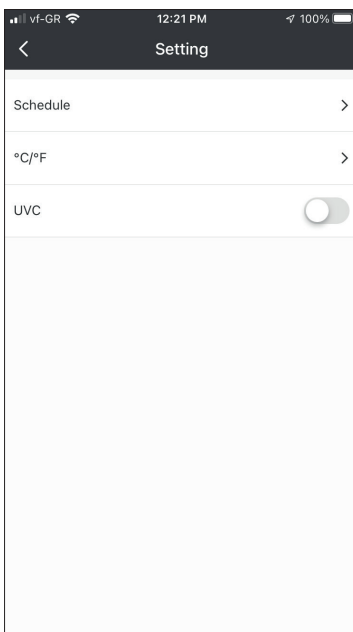 vf-GR 12:21 PM 100%
Setting
Schedule
°C/°F
UVC